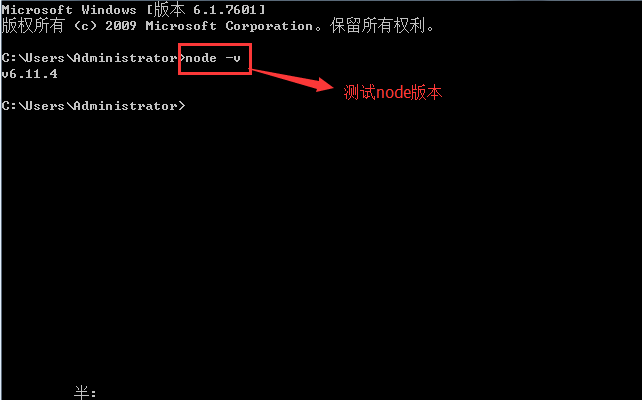 Microsoft Windows [版本 6.1.7601]
版权所有 (c) 2009 Microsoft Corporation。保留所有权利。
C:\Users\Administrator>node -v
v6.11.4
测试node版本
C:\Users\Administrator>
半: